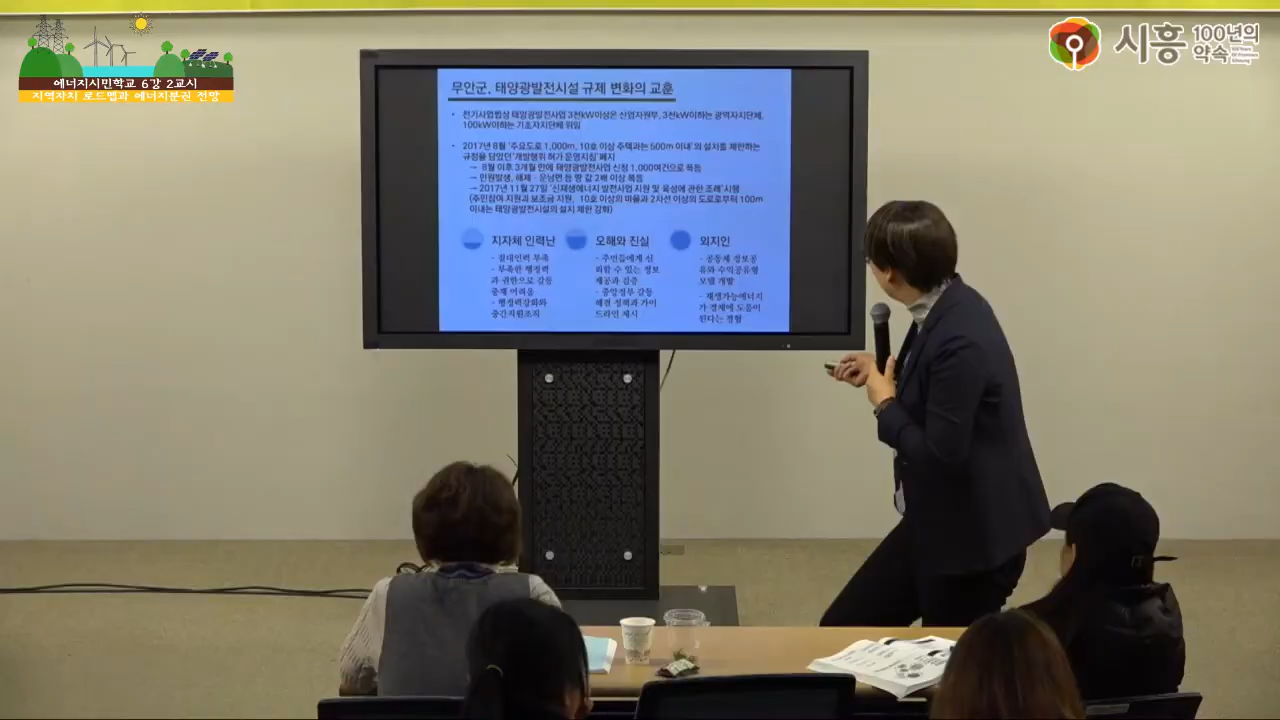 에너지시민학교 6강 2교시
지역자치 로드맵과 에너지분권 전망
시흥 100년의 약속
무안군, 태양광발전시설 규제 변화의 교훈
• 전기사업법상 태양광발전사업 3천kW이상은 산업자원부, 3천kW이하는 광역자치단체,
100kW이하는 기초자치단체 위임
• 2017년 8월 '주요도로 1,000m, 10호 이상 주택과는 500m 이내'의 설치를 제한하는
규정을 담았던 '개발행위 허가 운영지침' 폐지
→ 8월 이후 3개월 만에 태양광발전사업 신청 1,000여건으로 폭등
→ 민원발생, 해제·운남면 등 땅 값 2배 이상 폭등
→ 2017년 11월 27일 '신재생에너지 발전사업 지원 및 육성에 관한 조례' 시행
(주민참여 지원과 보조금 지원, 10호 이상의 마을과 2차선 이상의 도로로부터 100m
이내는 태양광발전시설의 설치 제한 강화)
지자체 인력난
- 절대인력 부족
- 부족한 행정력
과 권한으로 갈등
중재 어려움
- 행정력강화와
중간지원조직
오해와 진실
- 주민들에게 신
뢰할 수 있는 정보
제공과 검증
- 중앙정부 갈등
해결 정책과 가이
드라인 제시
외지인
- 공동체 정보공
유와 수익공유형
모델 개발
- 재생가능에너지
가 경제에 도움이
된다는 경험